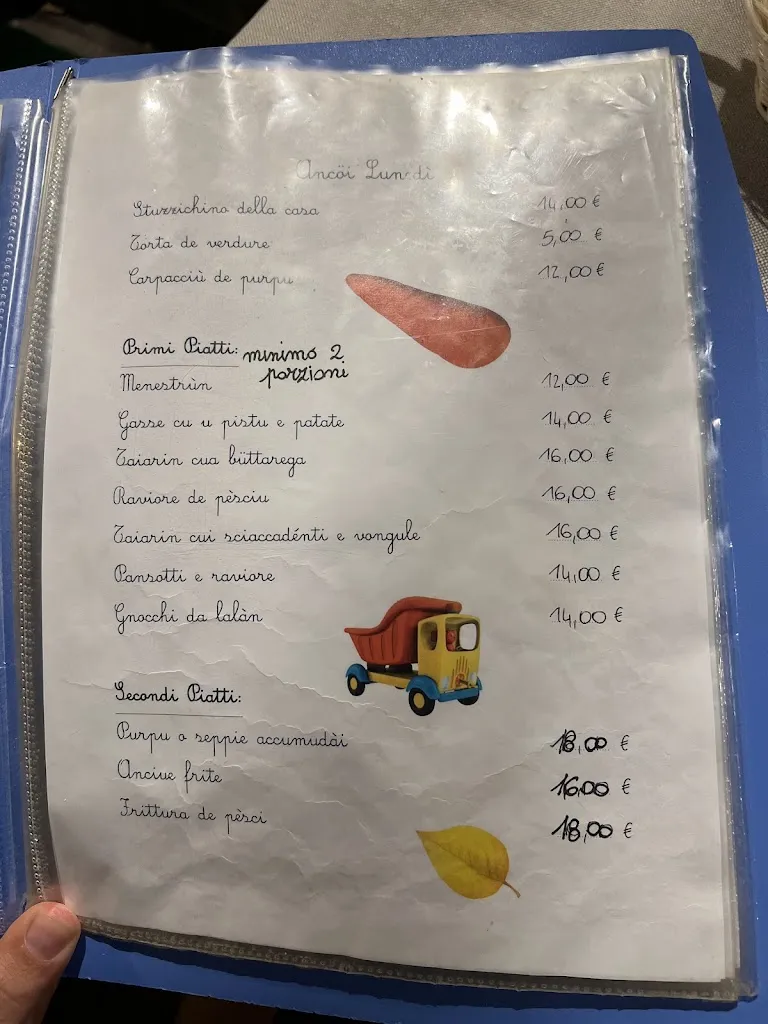 Ancöi Lunedì
Sturrichino della casa 14,00 €
Torta de verdure 5,00 €
Carpacciù de purpu 12,00 €
Primi Piatti: minimo 2
porzioni
Menestrùn 12,00 €
Gasse cu u pistu e patate 14,00 €
Taiarin cua büttarega 16,00 €
Raviore de pèsciu 16,00 €
Taiarin cui sciaccadénti e vongule 16,00 €
Pansotti e raviore 14,00 €
Gnocchi da lalàn 14,00 €
Secondi Piatti:
Purpu o seppie accumudài 18,00 €
Anciue frite 16,00 €
Frittura de pèsci 18,00 €